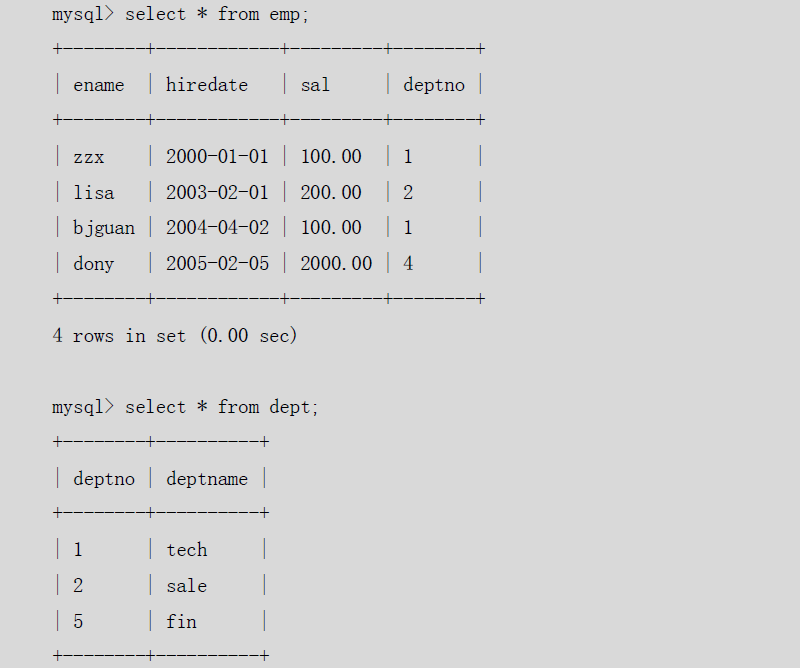 mysql> select * from emp;
+--------+------------+---------+--------+
| ename  | hiredate   | sal     | deptno |
+--------+------------+---------+--------+
| zzx    | 2000-01-01 | 100.00  | 1      |
| lisa   | 2003-02-01 | 200.00  | 2      |
| bjguan | 2004-04-02 | 100.00  | 1      |
| dony   | 2005-02-05 | 2000.00 | 4      |
+--------+------------+---------+--------+
4 rows in set (0.00 sec)
mysql> select * from dept;
+--------+----------+
| deptno | deptname |
+--------+----------+
| 1      | tech     |
| 2      | sale     |
| 5      | fin      |
+--------+----------+